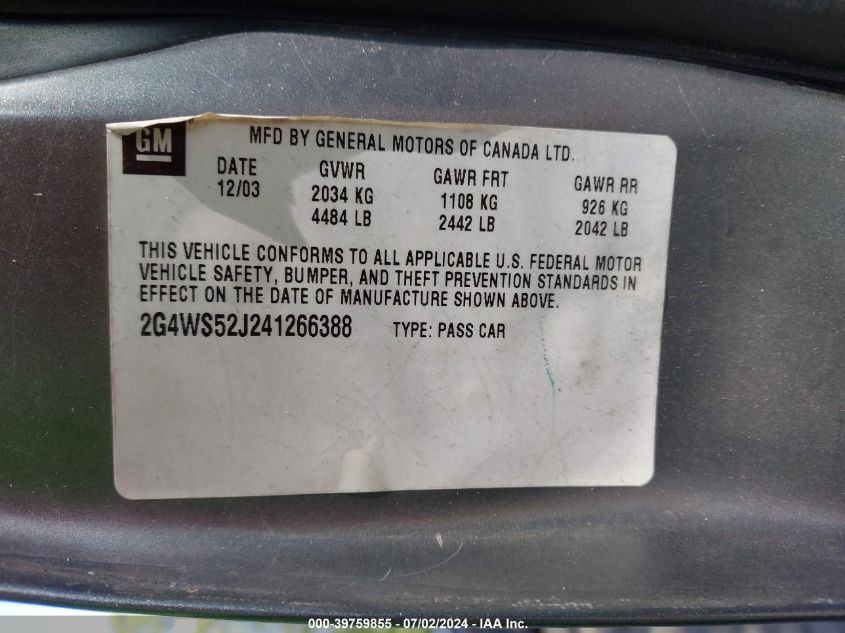 GM
MFD BY GENERAL MOTORS OF CANADA LTD.
DATE GVWR GAWR FRT GAWR RR
12/03 2034 KG 1108 KG 926 KG
4484 LB 2442 LB 2042 LB
THIS VEHICLE CONFORMS TO ALL APPLICABLE U.S. FEDERAL MOTOR
VEHICLE SAFETY, BUMPER, AND THEFT PREVENTION STANDARDS IN
EFFECT ON THE DATE OF MANUFACTURE SHOWN ABOVE.
2G4WS52J241266388 TYPE: PASS CAR
000-39759855 - 07/02/2024 - IAA Inc.